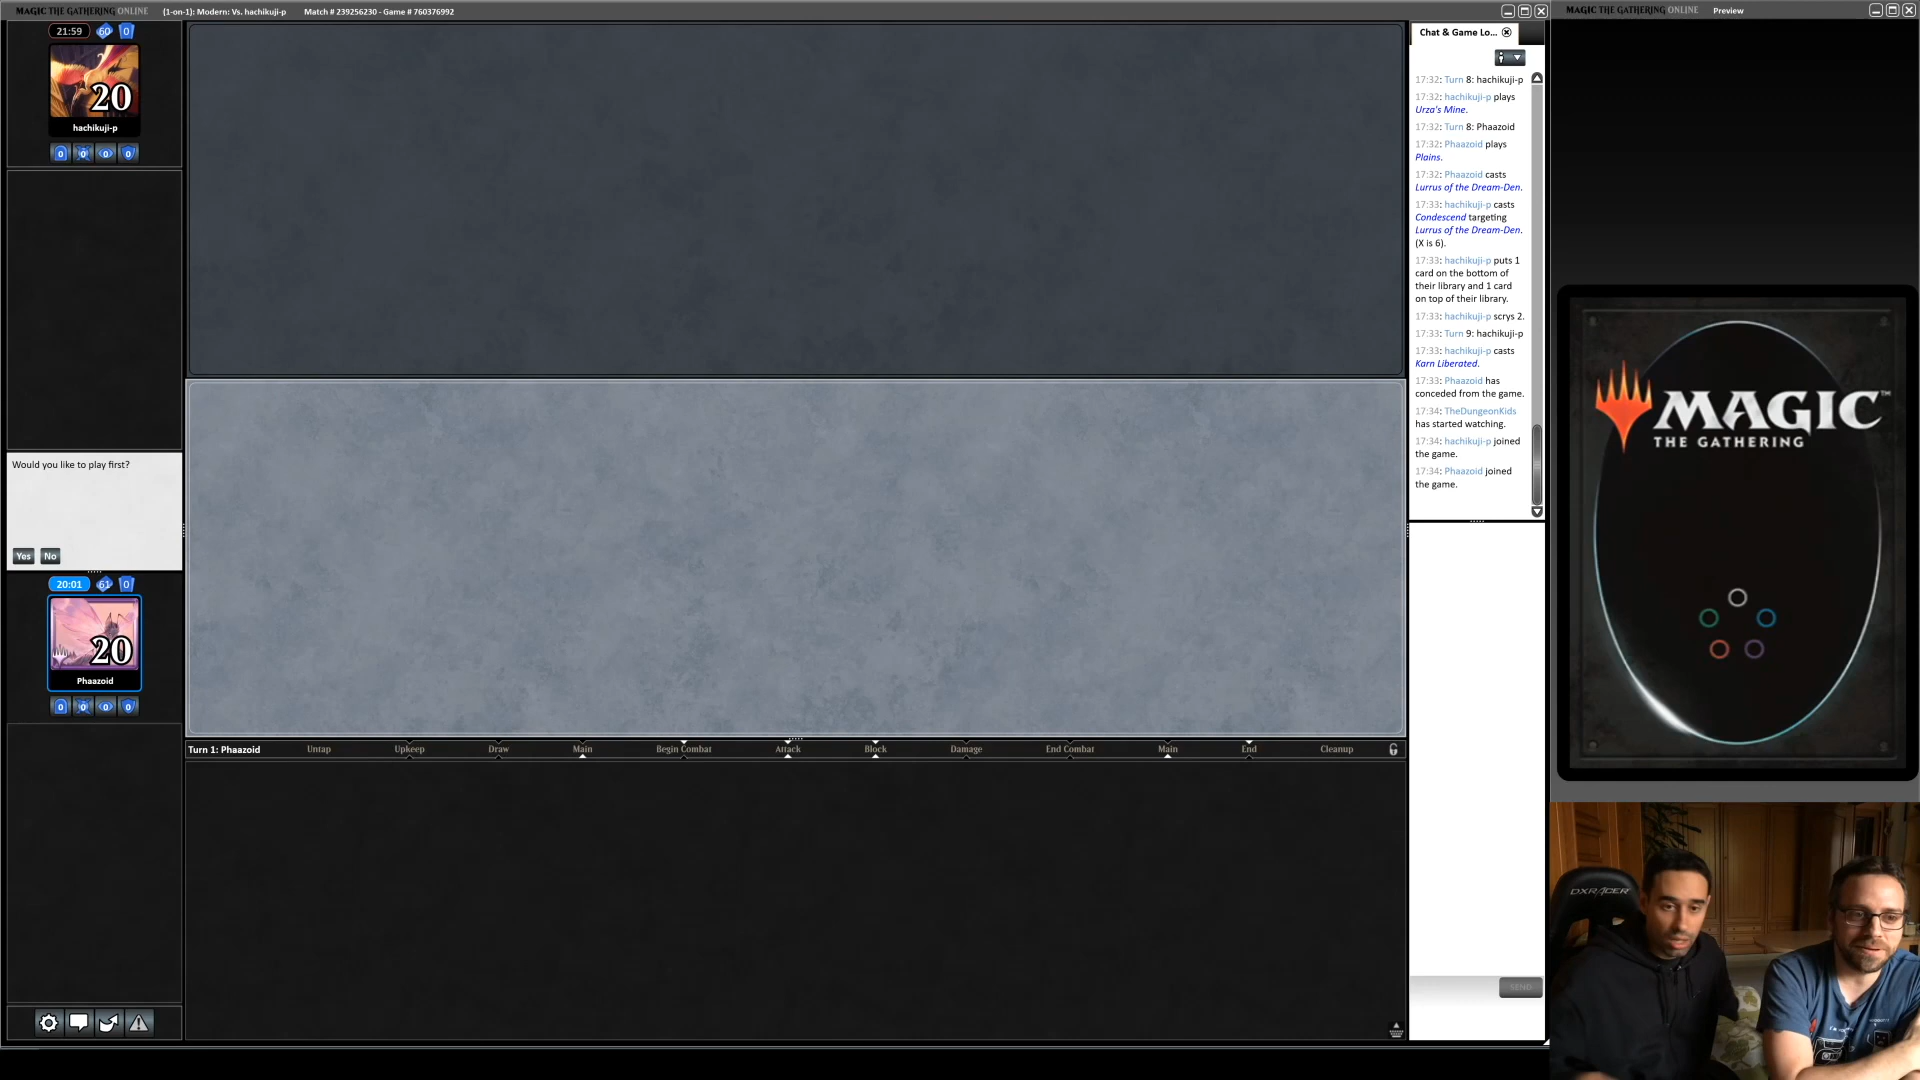 MAGIC THE GATHERING ONLINE (1-on-1): Modern: Vs. hachikuji-p Match # 239256230 - Game # 760376992
MAGIC THE GATHERING ONLINE Preview
21:59 60 0
20
hachikuji-p
0 0 0 0
Would you like to play first?
Yes No
20:01 61 0
20
Phaazoid
0 0 0 0
Turn 1: Phaazoid Untap Upkeep Draw Main Begin Combat Attack Block Damage End Combat Main End Cleanup
Chat & Game Lo...
17:32: Turn 8: hachikuji-p
17:32: hachikuji-p plays
Urza's Mine.
17:32: Turn 8: Phaazoid
17:32: Phaazoid plays
Plains.
17:32: Phaazoid casts
Lurrus of the Dream-Den.
17:33: hachikuji-p casts
Condescend targeting
Lurrus of the Dream-Den.
(X is 6).
17:33: hachikuji-p puts 1
card on the bottom of
their library and 1 card
on top of their library.
17:33: hachikuji-p scrys 2.
17:33: Turn 9: hachikuji-p
17:33: hachikuji-p casts
Karn Liberated.
17:33: Phaazoid has
conceded from the game.
17:34: TheDungeonKids
has started watching.
17:34: hachikuji-p joined
the game.
17:34: Phaazoid joined
the game.
SEND
MAGIC™
THE GATHERING
DXRACER